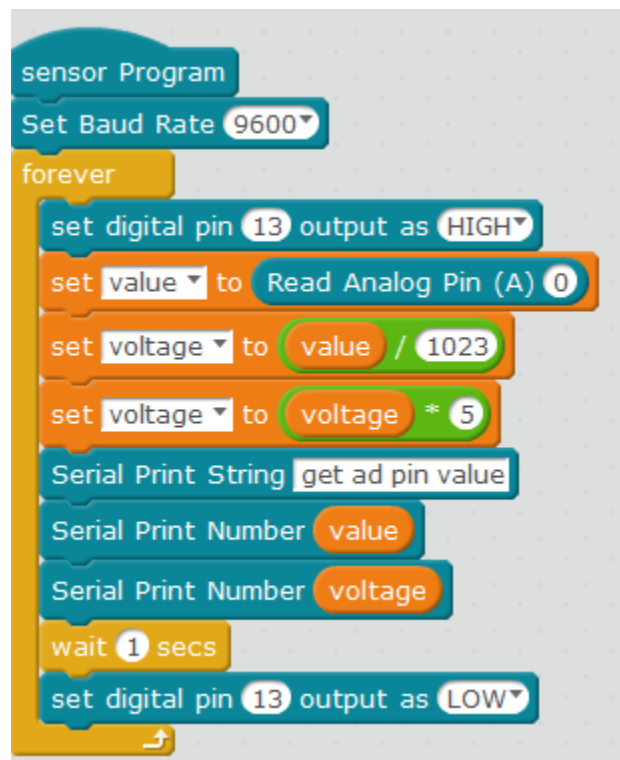 sensor Program
Set Baud Rate 9600
forever
set digital pin 13 output as HIGH
set value to Read Analog Pin (A) 0
set voltage to value / 1023
set voltage to voltage * 5
Serial Print String get ad pin value
Serial Print Number value
Serial Print Number voltage
wait 1 secs
set digital pin 13 output as LOW